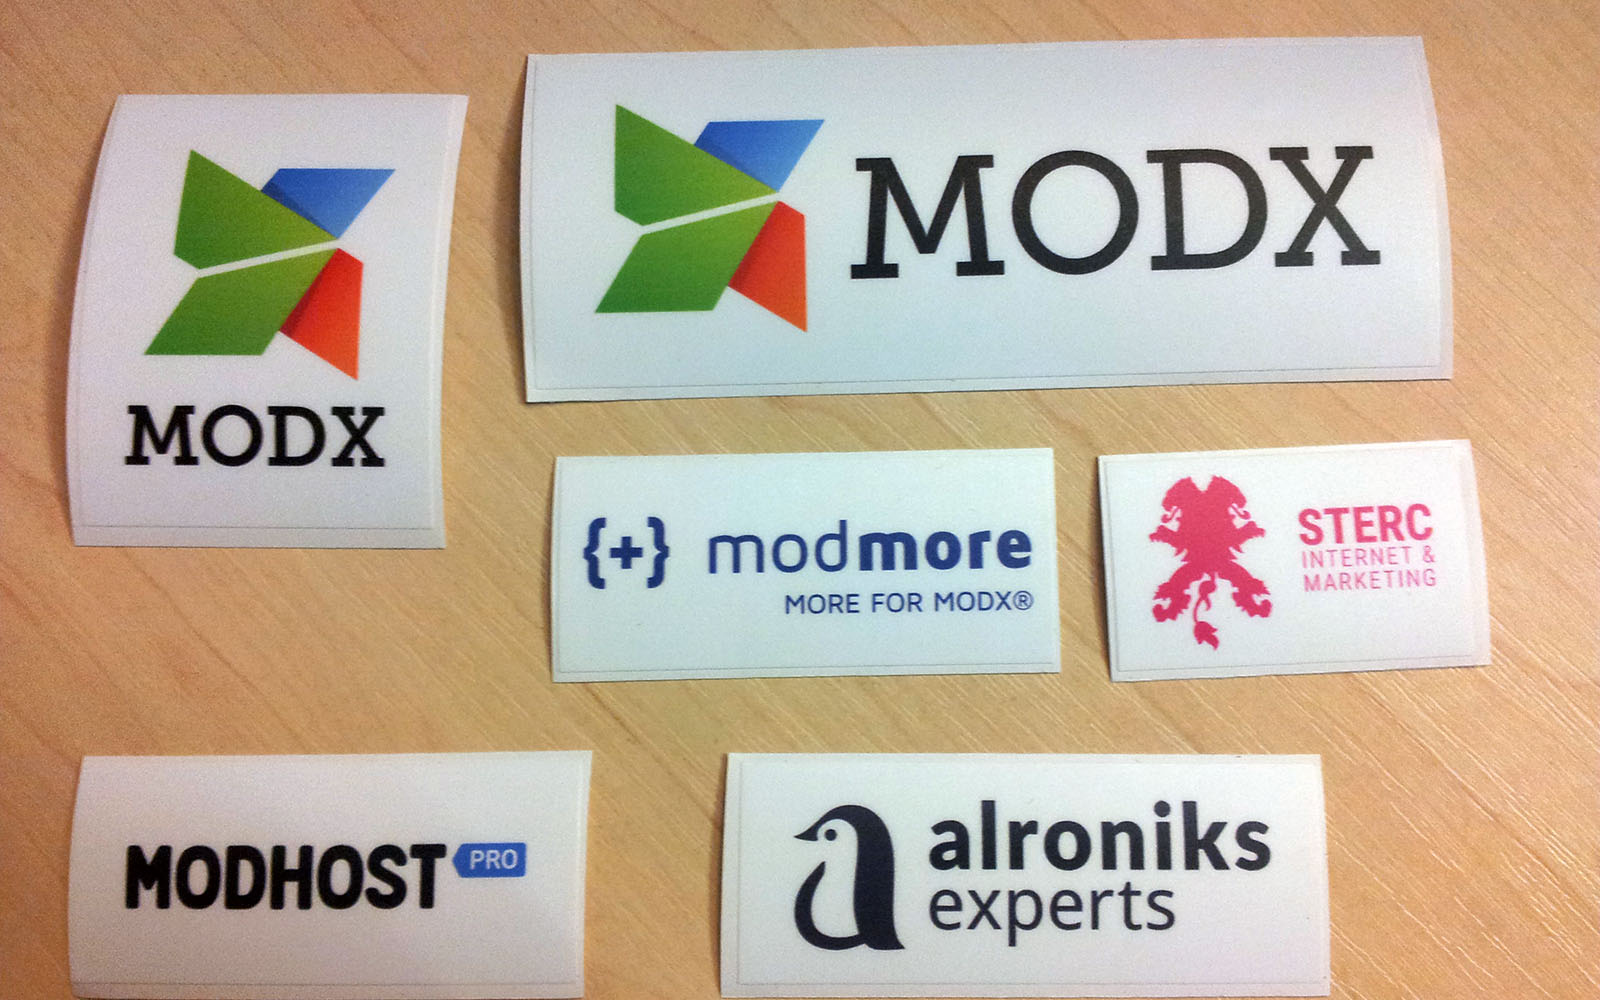 MODX
MODX
{+} modmore
MORE FOR MODX®
STERC
INTERNET &
MARKETING
MODHOST PRO
alroniks
experts